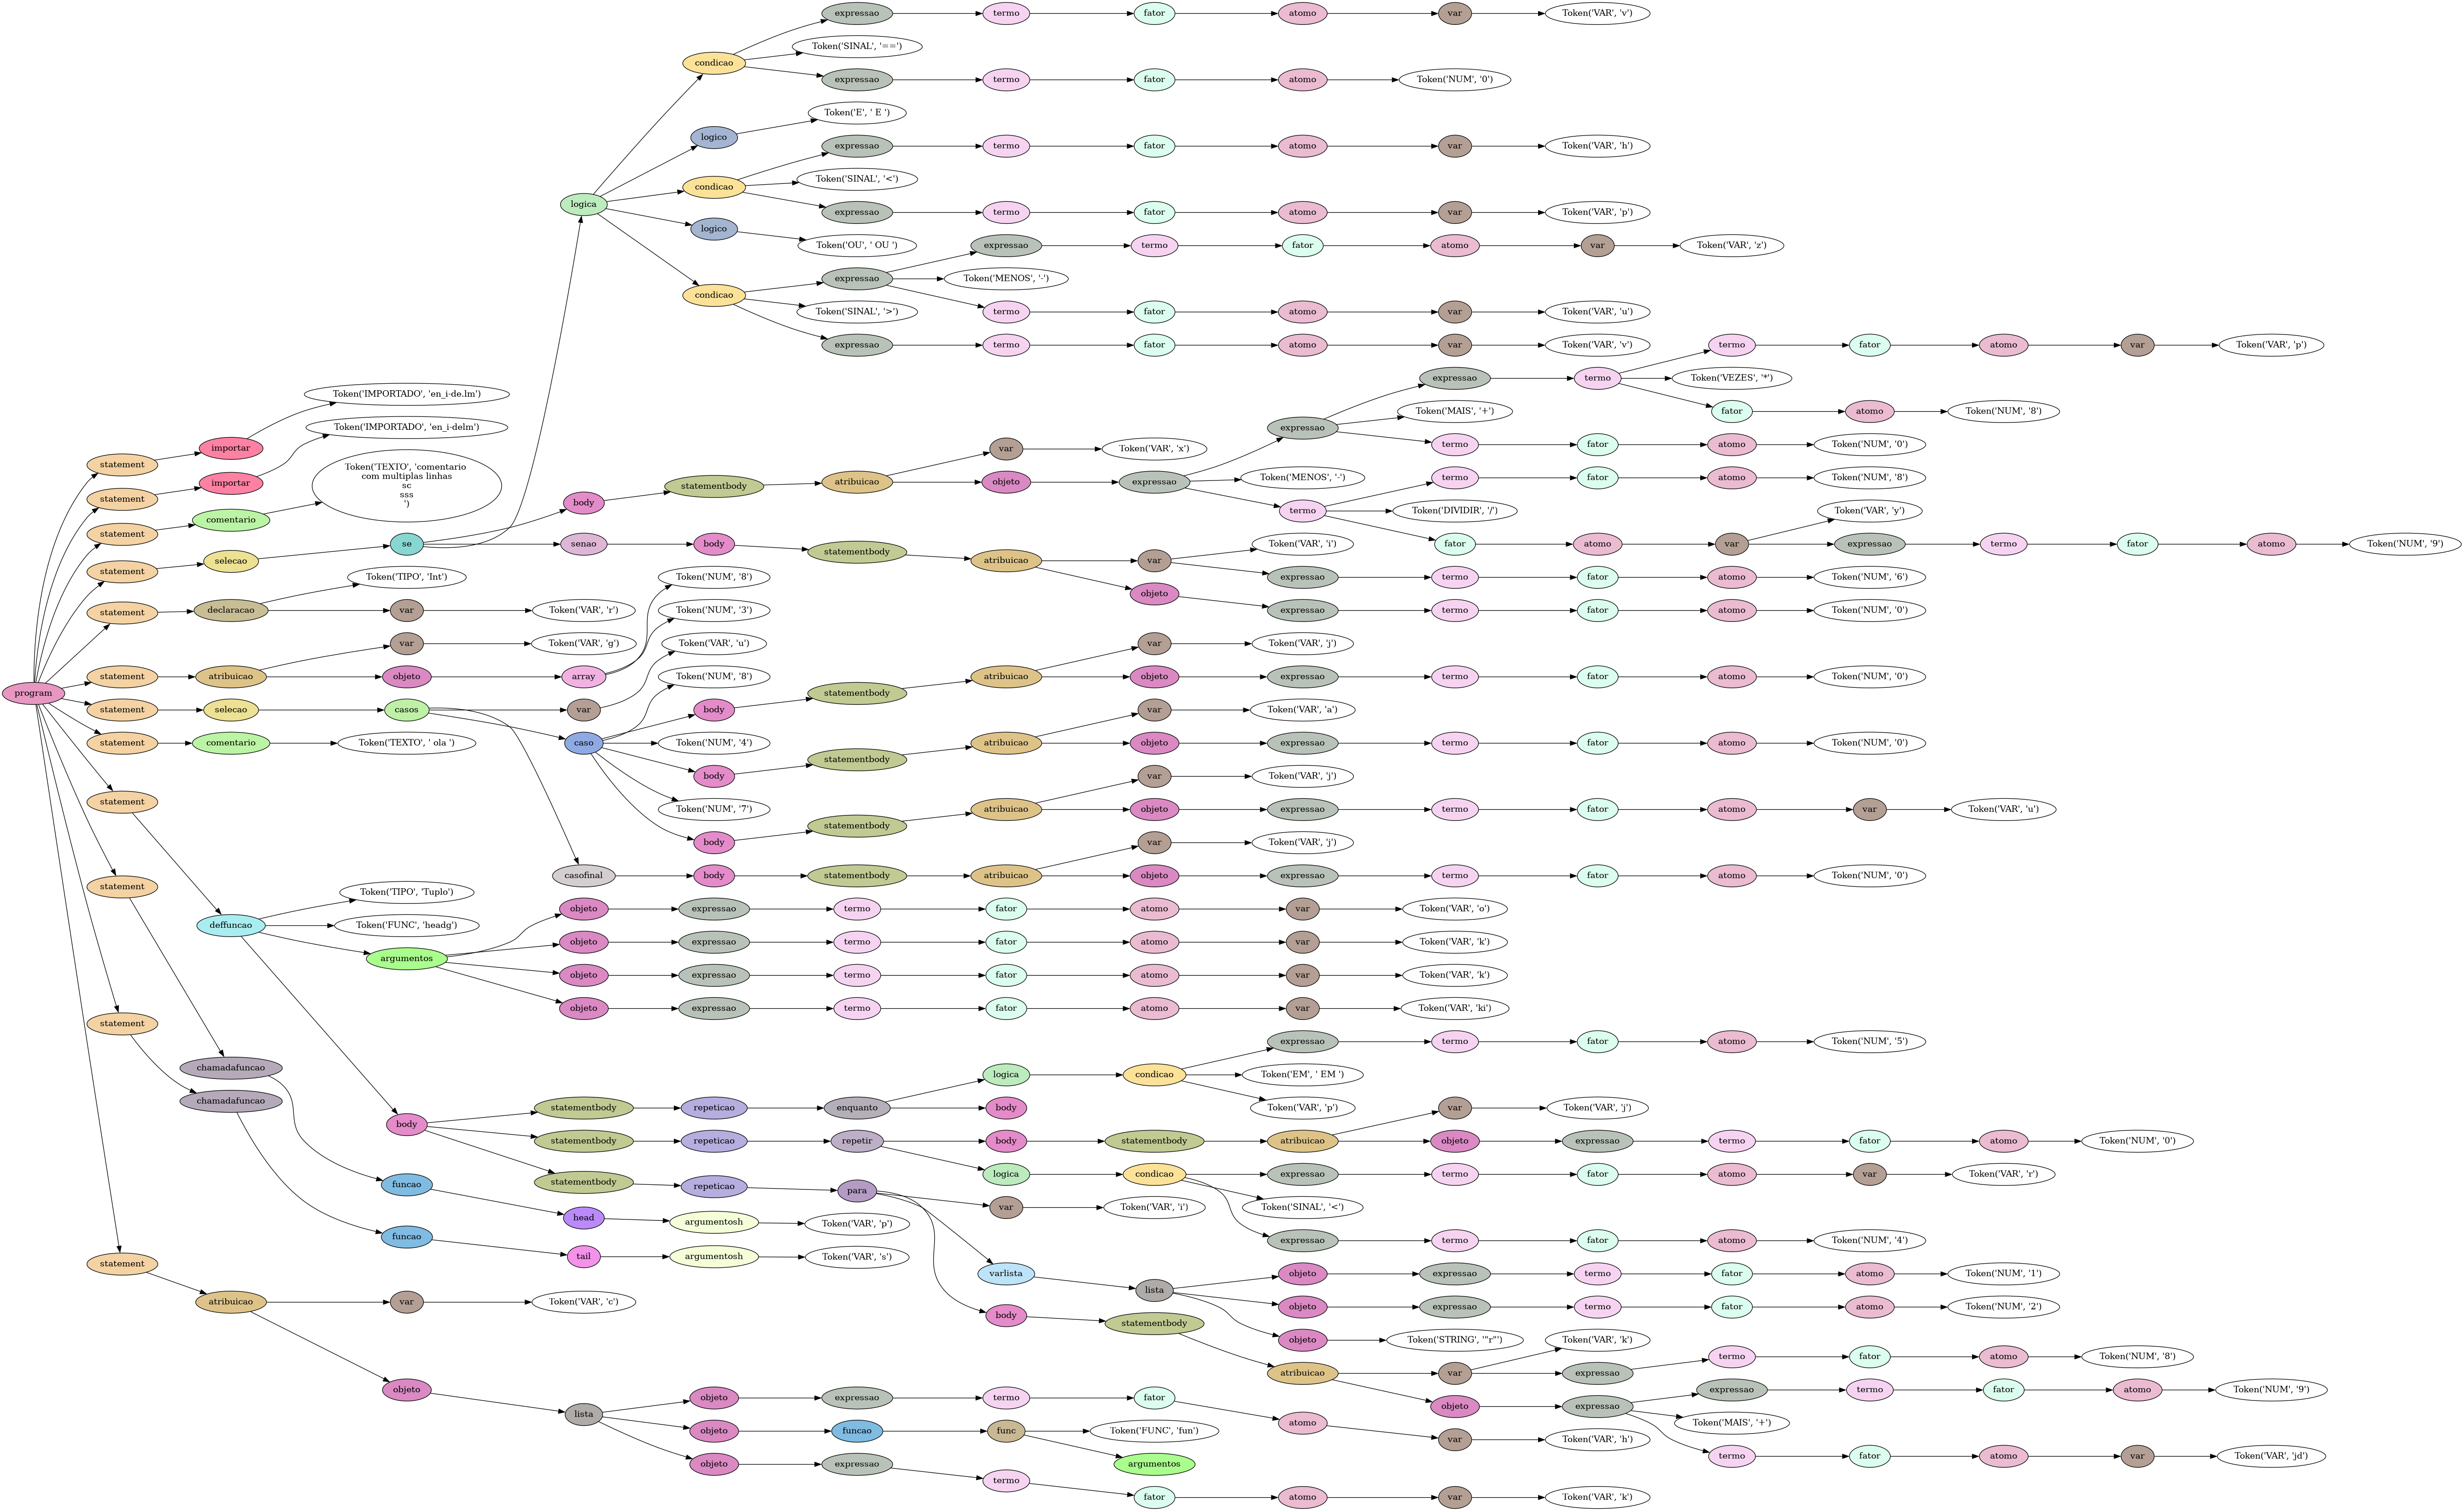 expressao termo fator atomo var Token('VAR', 'v')
Token('SINAL', '==')
condicao
expressao termo fator atomo Token('NUM', '0')
Token('E', ' E ')
logico
expressao termo fator atomo var Token('VAR', 'h')
Token('SINAL', '<')
condicao
logica
expressao termo fator atomo var Token('VAR', 'p')
logico
Token('OU', ' OU ')
expressao termo fator atomo var Token('VAR', 'z')
expressao Token('MENOS', '-')
condicao
Token('SINAL', '>')
termo fator atomo var Token('VAR', 'u')
expressao termo fator atomo var Token('VAR', 'v')
termo fator atomo var Token('VAR', 'p')
expressao termo Token('VEZES', '*')
Token('IMPORTADO', 'en_i-de.lm')
Token('MAIS', '+')
fator atomo Token('NUM', '8')
Token('IMPORTADO', 'en_i-delm')
expressao
termo fator atomo Token('NUM', '0')
importar
var Token('VAR', 'x')
statement
Token('TEXTO', 'comentario
com multiplas linhas
sc
sss
')
Token('MENOS', '-')
termo fator atomo Token('NUM', '8')
importar
statementbody atribuicao objeto expressao
statement
body
termo Token('DIVIDIR', '/')
Token('VAR', 'y')
comentario
statement
se senao body
Token('VAR', 'i')
fator atomo var expressao termo fator atomo Token('NUM', '9')
statementbody
selecao
atribuicao var
statement
Token('TIPO', 'Int')
Token('NUM', '8')
expressao termo fator atomo Token('NUM', '6')
objeto
statement declaracao var Token('VAR', 'r')
Token('NUM', '3')
expressao termo fator atomo Token('NUM', '0')
var Token('VAR', 'g')
Token('VAR', 'u')
var Token('VAR', 'j')
statement atribuicao objeto array
Token('NUM', '8')
atribuicao objeto expressao termo fator atomo Token('NUM', '0')
program
statementbody
statement selecao casos var body
var Token('VAR', 'a')
statement comentario Token('TEXTO', ' ola ')
caso Token('NUM', '4')
atribuicao objeto expressao termo fator atomo Token('NUM', '0')
statementbody
body
var Token('VAR', 'j')
statement
Token('NUM', '7')
atribuicao objeto expressao termo fator atomo var Token('VAR', 'u')
statementbody
body
var Token('VAR', 'j')
casofinal body statementbody atribuicao objeto expressao termo fator atomo Token('NUM', '0')
statement
Token('TIPO', 'Tuplo')
objeto expressao termo fator atomo var Token('VAR', 'o')
deffuncao Token('FUNC', 'headg')
objeto expressao termo fator atomo var Token('VAR', 'k')
argumentos
objeto expressao termo fator atomo var Token('VAR', 'k')
objeto expressao termo fator atomo var Token('VAR', 'ki')
statement
expressao termo fator atomo Token('NUM', '5')
chamadafuncao
logica condicao Token('EM', ' EM ')
chamadafuncao
statementbody repeticao enquanto body
Token('VAR', 'p')
var Token('VAR', 'j')
body
statementbody repeticao repetir body statementbody atribuicao objeto expressao termo fator atomo Token('NUM', '0')
logica condicao expressao termo fator atomo var Token('VAR', 'r')
statementbody repeticao para
funcao
var Token('VAR', 'i')
Token('SINAL', '<')
head argumentosh Token('VAR', 'p')
funcao
expressao termo fator atomo Token('NUM', '4')
tail argumentosh Token('VAR', 's')
statement
varlista
objeto expressao termo fator atomo Token('NUM', '1')
lista
atribuicao var Token('VAR', 'c')
objeto expressao termo fator atomo Token('NUM', '2')
body statementbody
objeto Token('STRING', '"r"')
Token('VAR', 'k')
termo fator atomo Token('NUM', '8')
atribuicao var expressao
objeto
expressao termo fator atomo Token('NUM', '9')
objeto expressao termo fator
objeto expressao
lista
atomo
Token('MAIS', '+')
objeto funcao func Token('FUNC', 'fun')
var Token('VAR', 'h')
termo fator atomo var Token('VAR', 'jd')
objeto expressao
argumentos
termo
fator atomo var Token('VAR', 'k')